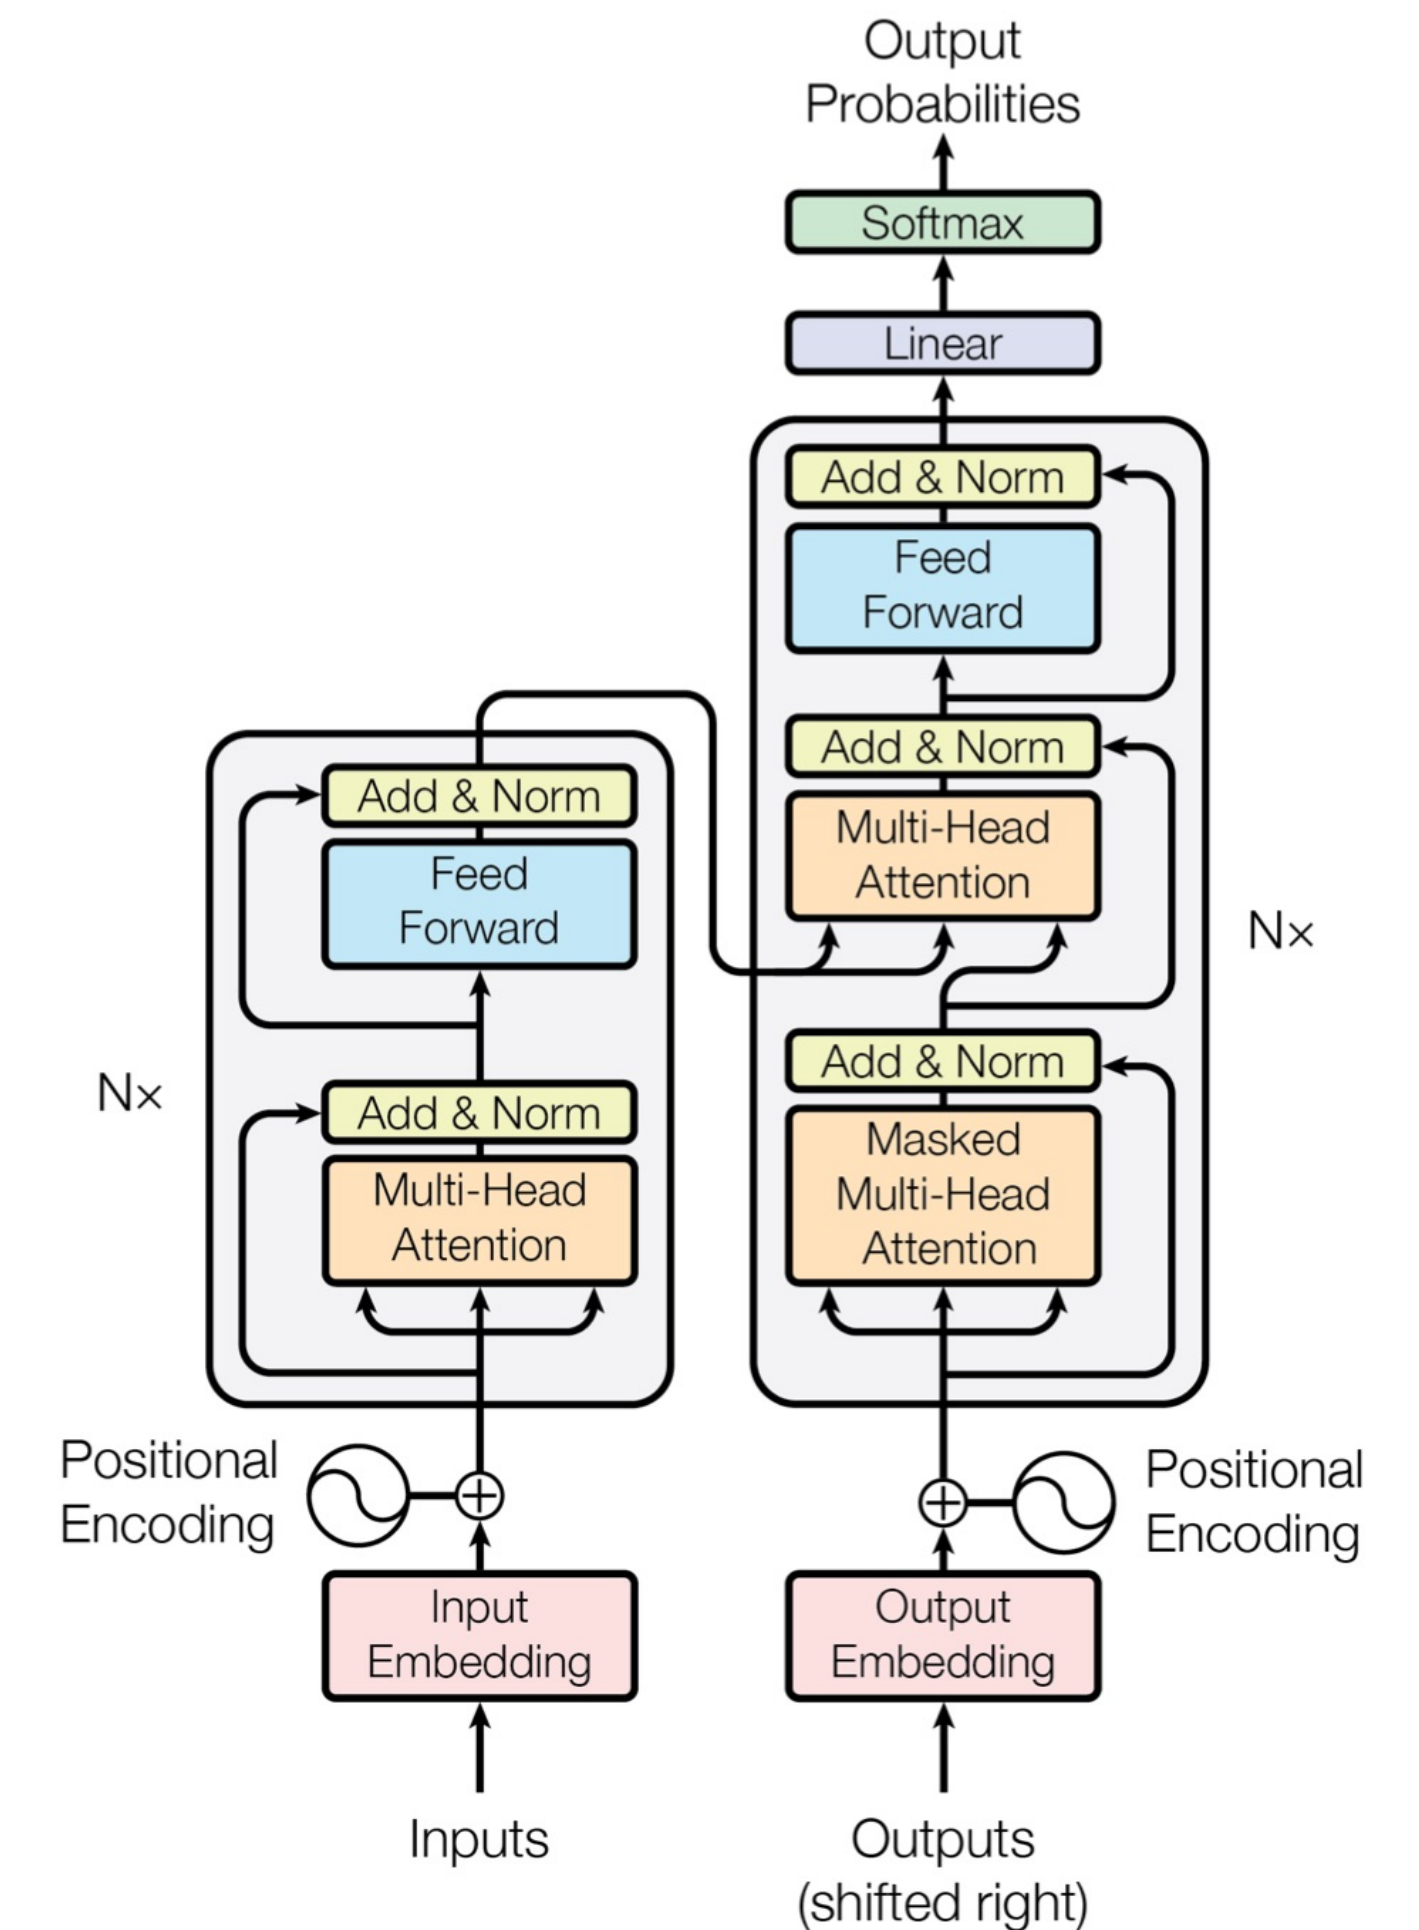 Output
Probabilities
Softmax
Linear
Add & Norm
Feed
Forward
Add & Norm
Multi-Head
Attention
Add & Norm
Masked
Multi-Head
Attention
Nx
Add & Norm
Feed
Forward
Add & Norm
Multi-Head
Attention
Nx
Positional
Encoding
Positional
Encoding
Input
Embedding
Output
Embedding
Inputs
Outputs
(shifted right)